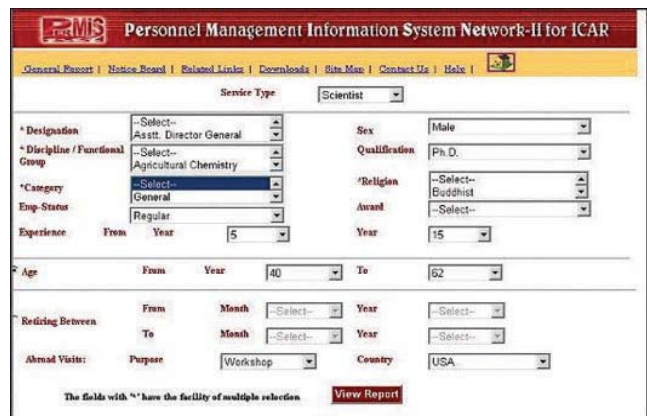 PERMIS Personnel Management Information System Network-II for ICAR
General Report | Notice Board | Related Links | Downloads | Site Map | Contact Us | Help |
Service Type Scientist
* Designation --Select-- Asstt. Director General Sex Male
* Discipline / Functional Group --Select-- Agricultural Chemistry Qualification Ph.D.
*Category --Select-- General *Religion --Select-- Buddhist
Emp-Status Regular Award --Select--
Experience From Year 5 Year 15
* Age From Year 40 To 62
Retiring Between From Month --Select-- Year --Select--
To Month --Select-- Year --Select--
Abroad Visits: Purpose Workshop Country USA
The fields with '*' have the facility of multiple selection View Report